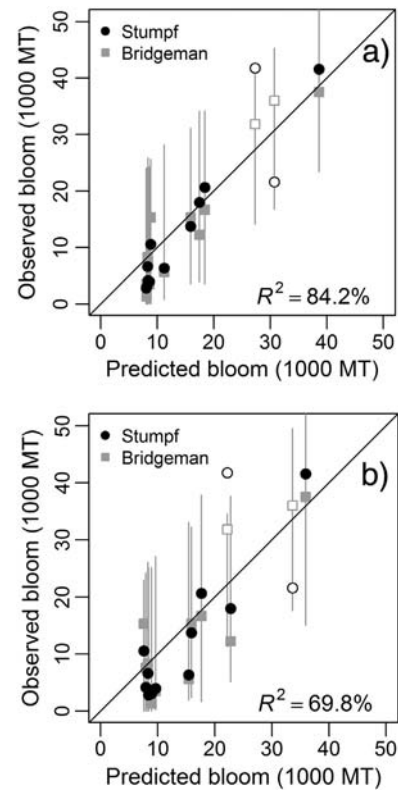 a)
Stumpf
Bridgeman
Observed bloom (1000 MT)
50
40
30
20
10
0
R² = 84.2%
0 10 20 30 40 50
Predicted bloom (1000 MT)
b)
Stumpf
Bridgeman
Observed bloom (1000 MT)
50
40
30
20
10
0
R² = 69.8%
0 10 20 30 40 50
Predicted bloom (1000 MT)